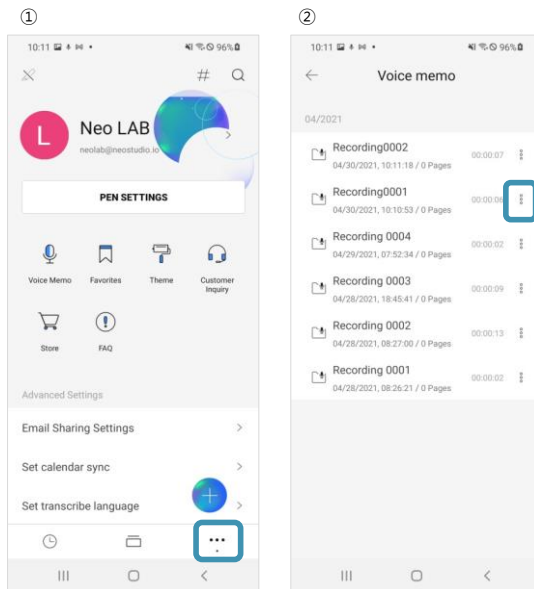 ①
10:11 96%
#
L
Neo LAB
neolab@neostudio.io
PEN SETTINGS
Voice Memo Favorites Theme Customer Inquiry
Store FAQ
Advanced Settings
Email Sharing Settings
Set calendar sync
Set transcribe language
②
10:11 96%
Voice memo
04/2021
Recording0002
04/30/2021, 10:11:18 / 0 Pages 00:00:07
Recording0001
04/30/2021, 10:10:53 / 0 Pages 00:00:06
Recording 0004
04/29/2021, 07:52:34 / 0 Pages 00:00:02
Recording 0003
04/28/2021, 18:45:41 / 0 Pages 00:00:09
Recording 0002
04/28/2021, 08:27:00 / 0 Pages 00:00:13
Recording 0001
04/28/2021, 08:26:21 / 0 Pages 00:00:02